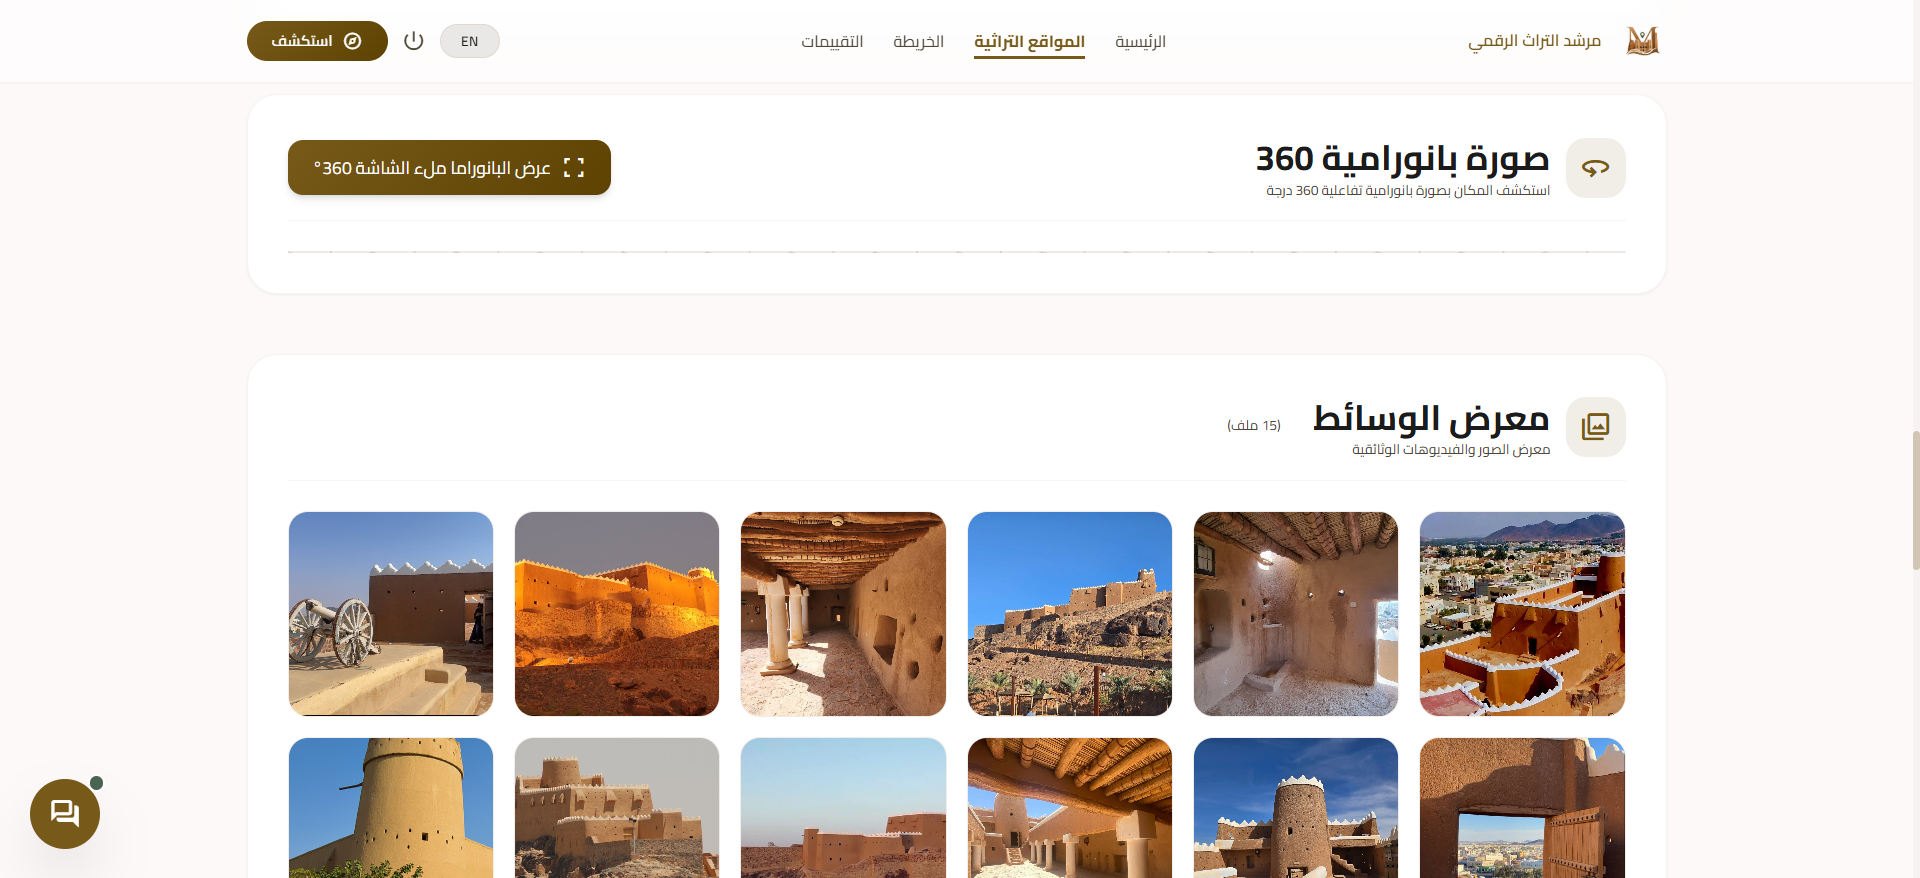 مرشد التراث الرقمي
الرئيسية
المواقع التراثية
الخريطة
التقييمات
EN
استكشف
صورة بانورامية 360
استكشف المكان بصورة بانورامية تفاعلية 360 درجة
عرض البانوراما ملء الشاشة 360°
معرض الوسائط
(15 ملف)
معرض الصور والفيديوهات الوثائقية